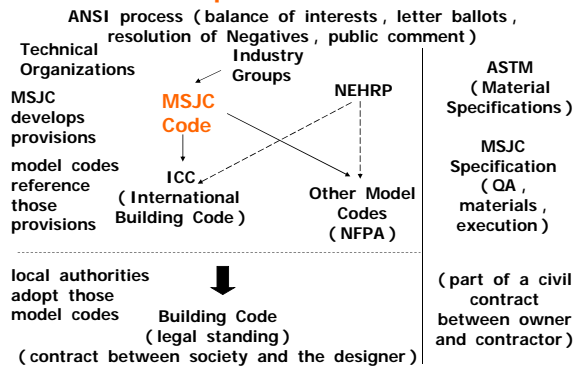 ANSI process ( balance of interests , letter ballots ,
resolution of Negatives , public comment )
Technical
Organizations
Industry
Groups
NEHRP
ASTM
( Material
Specifications )
MSJC
develops
provisions
MSJC
Code
MSJC
Specification
( QA ,
materials ,
execution )
model codes
reference
those
provisions
ICC
( International
Building Code )
Other Model
Codes
( NFPA )
local authorities
adopt those
model codes
Building Code
( legal standing )
( contract between society and the designer )
( part of a civil
contract
between owner
and contractor )